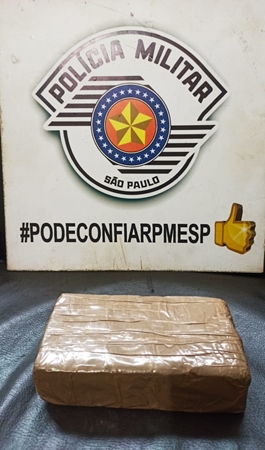 POLÍCIA MILITAR
SÃO PAULO
#PODECONFIARPMESP